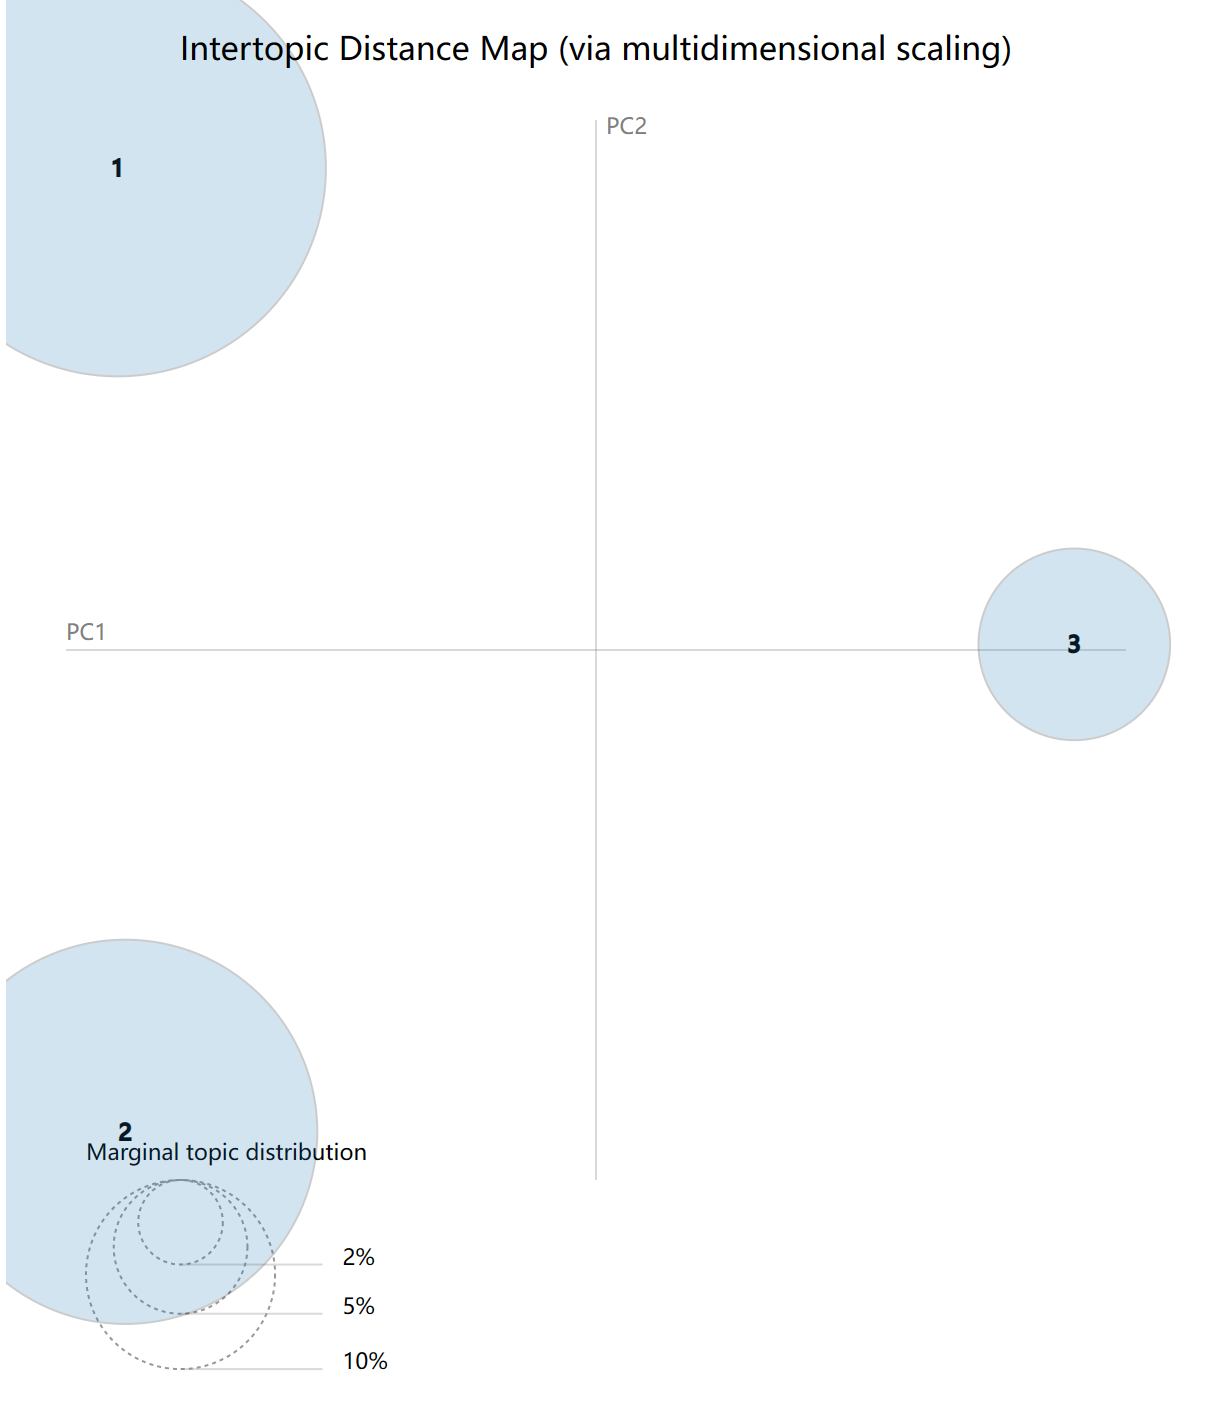 Intertopic Distance Map (via multidimensional scaling)
PC2
1
PC1
3
2
Marginal topic distribution
2%
5%
10%